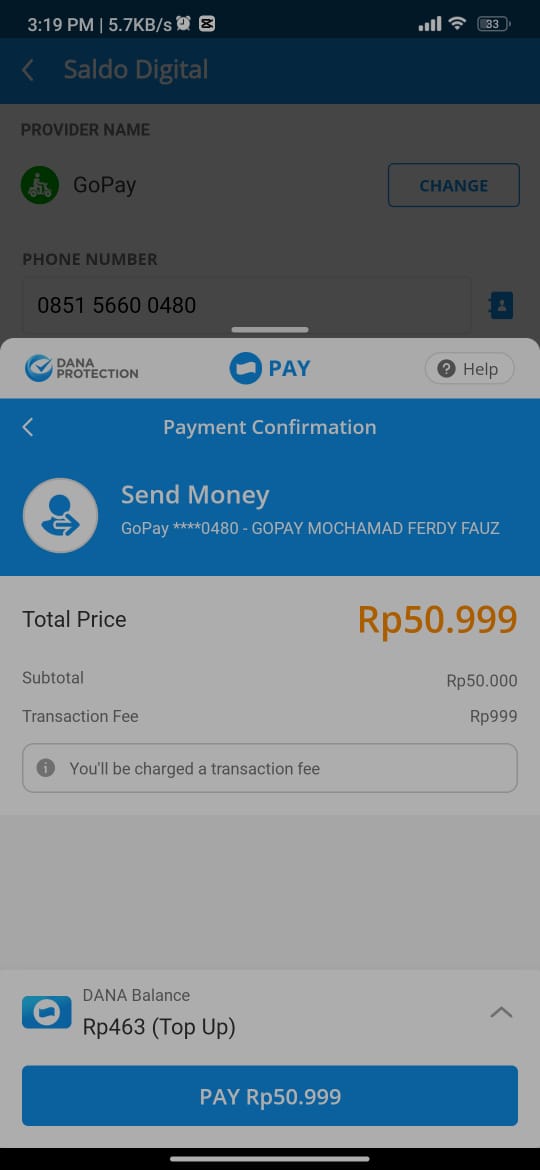 3:19 PM | 5.7KB/s
33
Saldo Digital
PROVIDER NAME
GoPay
CHANGE
PHONE NUMBER
0851 5660 0480
DANA
PROTECTION
PAY
Help
Payment Confirmation
Send Money
GoPay ****0480 - GOPAY MOCHAMAD FERDY FAUZ
Total Price
Rp50.999
Subtotal
Rp50.000
Transaction Fee
Rp999
You'll be charged a transaction fee
DANA Balance
Rp463 (Top Up)
PAY Rp50.999